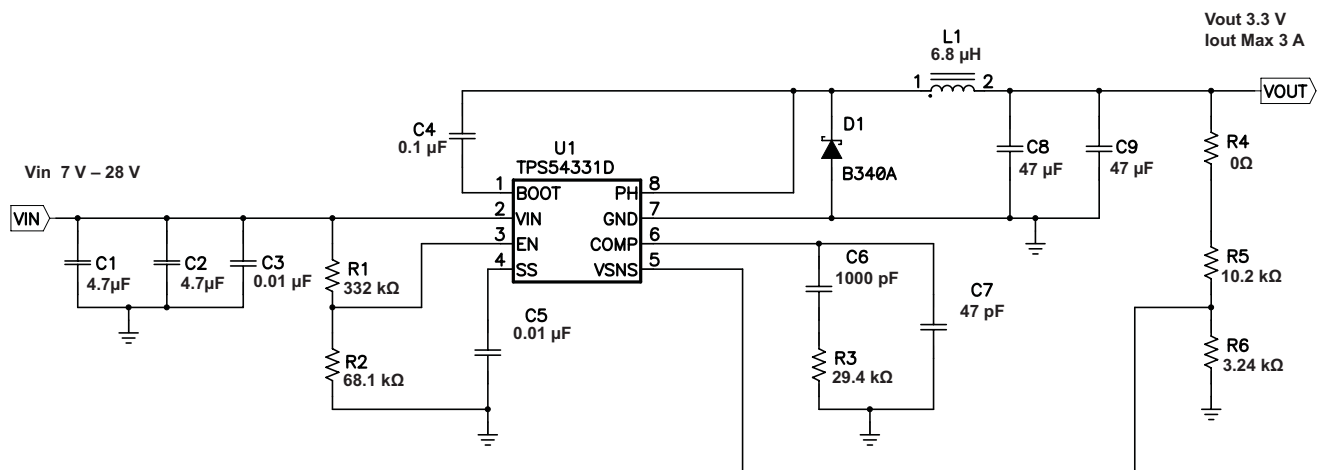 Vout 3.3 V
Iout Max 3 A
L1
6.8 µH
1 2
VOUT
C4
0.1 µF
D1
B340A
C8
47 µF
C9
47 µF
R4
0Ω
U1
TPS54331D
Vin 7 V – 28 V
VIN
1 BOOT PH 8
2 VIN GND 7
3 EN COMP 6
4 SS VSNS 5
C1
4.7µF
C2
4.7µF
C3
0.01 µF
R1
332 kΩ
C6
1000 pF
R5
10.2 kΩ
C7
47 pF
C5
0.01 µF
R2
68.1 kΩ
R3
29.4 kΩ
R6
3.24 kΩ